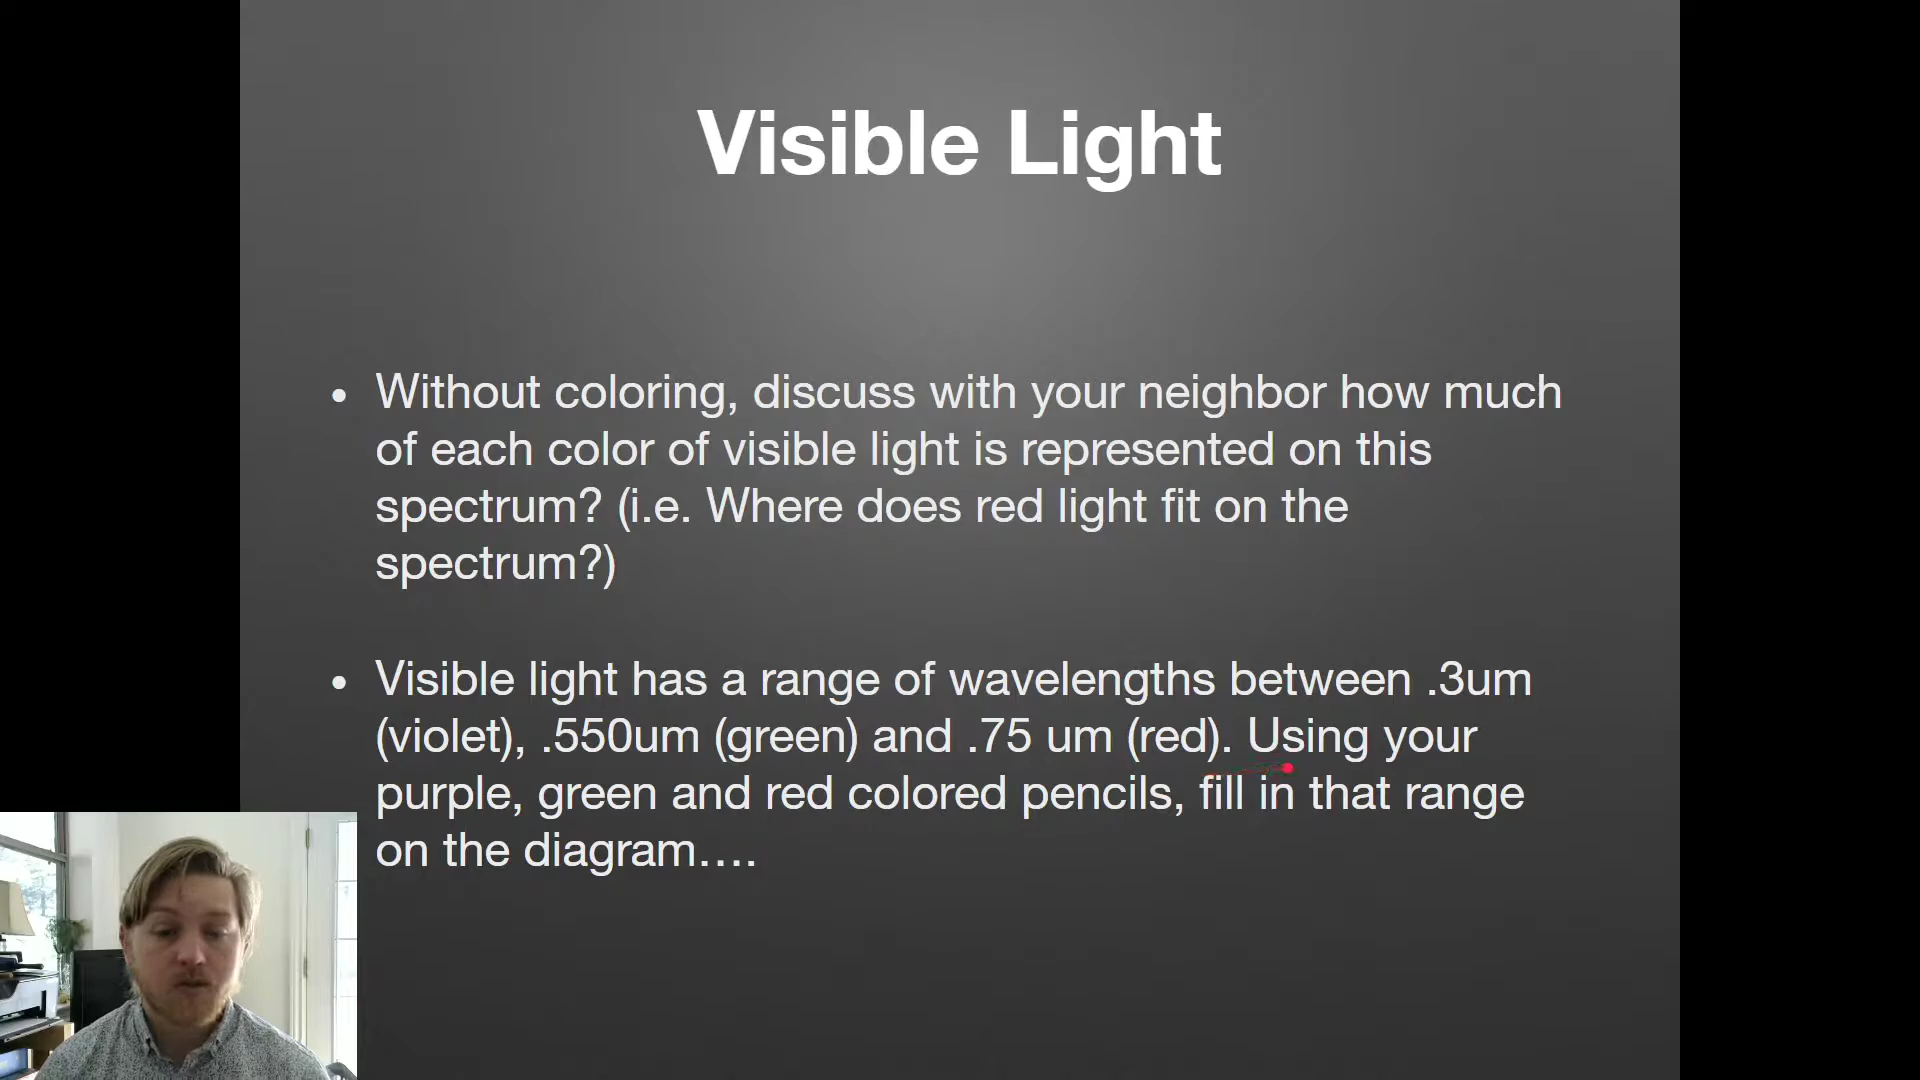 Visible Light
• Without coloring, discuss with your neighbor how much
of each color of visible light is represented on this
spectrum? (i.e. Where does red light fit on the
spectrum?)
• Visible light has a range of wavelengths between .3um
(violet), .550um (green) and .75 um (red). Using your
purple, green and red colored pencils, fill in that range
on the diagram….